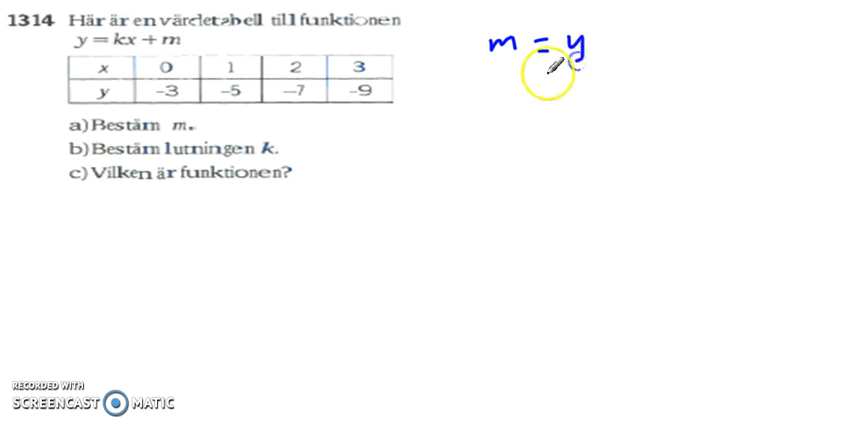 1314 Här är en värdetabell till funktionen
y = kx + m
x 0 1 2 3
y -3 -5 -7 -9
a) Bestäm m.
b) Bestäm lutningen k.
c) Vilken är funktionen?
m = y
RECORDED WITH
SCREENCAST MATIC